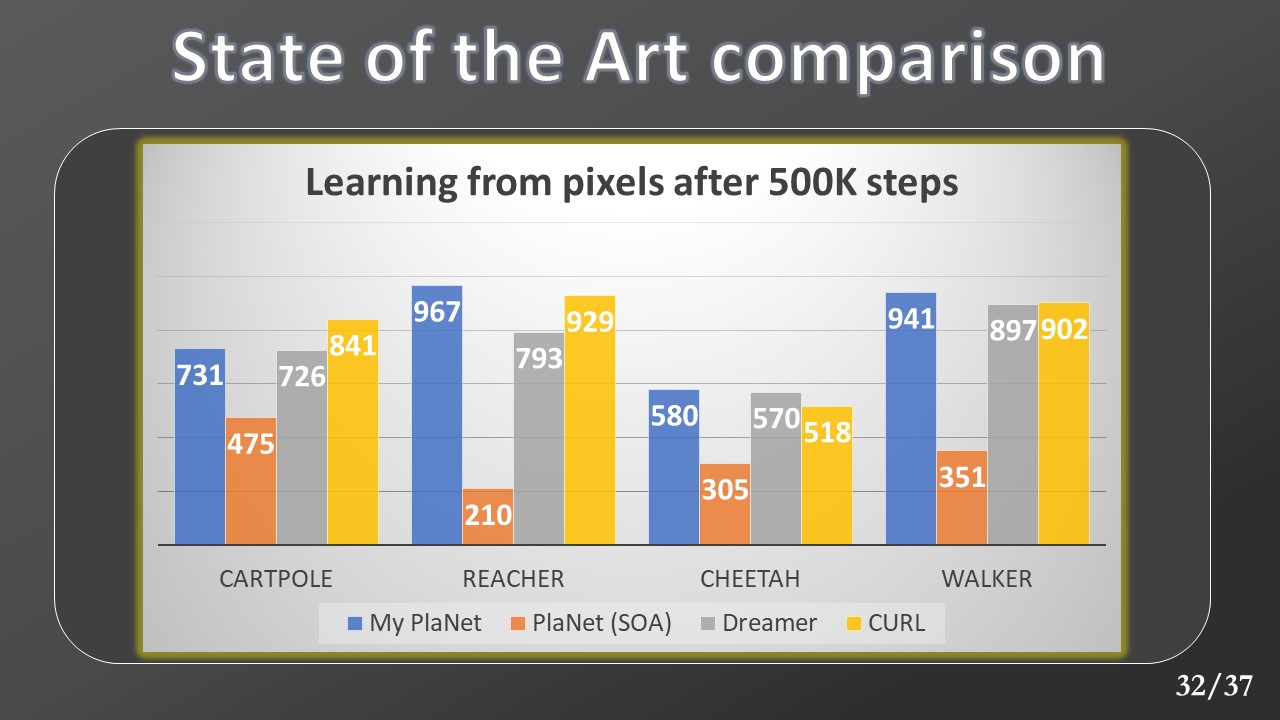 State of the Art comparison
Learning from pixels after 500K steps
731 475 726 841 967 210 793 929 580 305 570 518 941 351 897 902
CARTPOLE REACHER CHEETAH WALKER
My PlaNet PlaNet (SOA) Dreamer CURL
32/37